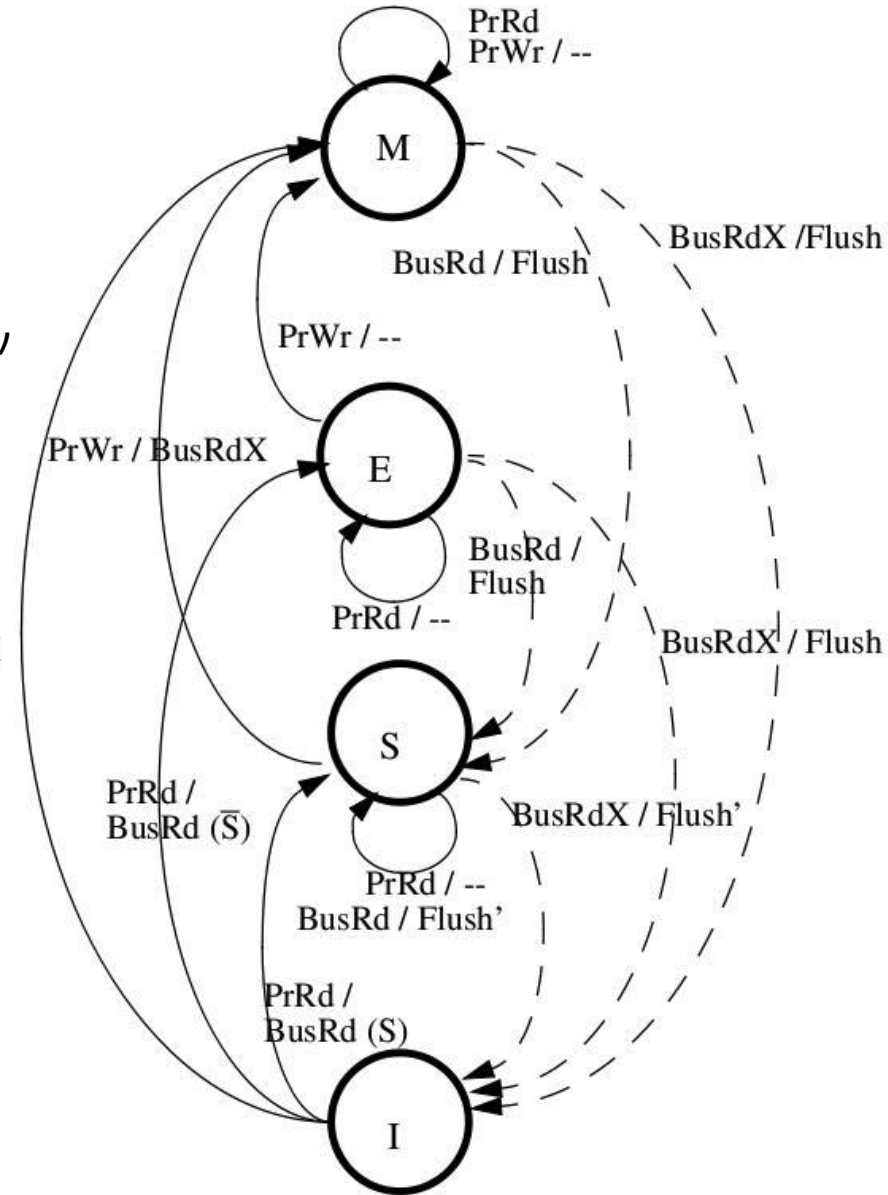 PrRd
PrWr / --
M
BusRd / Flush
BusRdX /Flush
PrWr / --
PrWr / BusRdX
E
BusRd /
Flush
PrRd / --
BusRdX / Flush
S
PrRd /
BusRd (S̅)
BusRdX / Flush’
PrRd / --
BusRd / Flush’
PrRd /
BusRd (S)
I